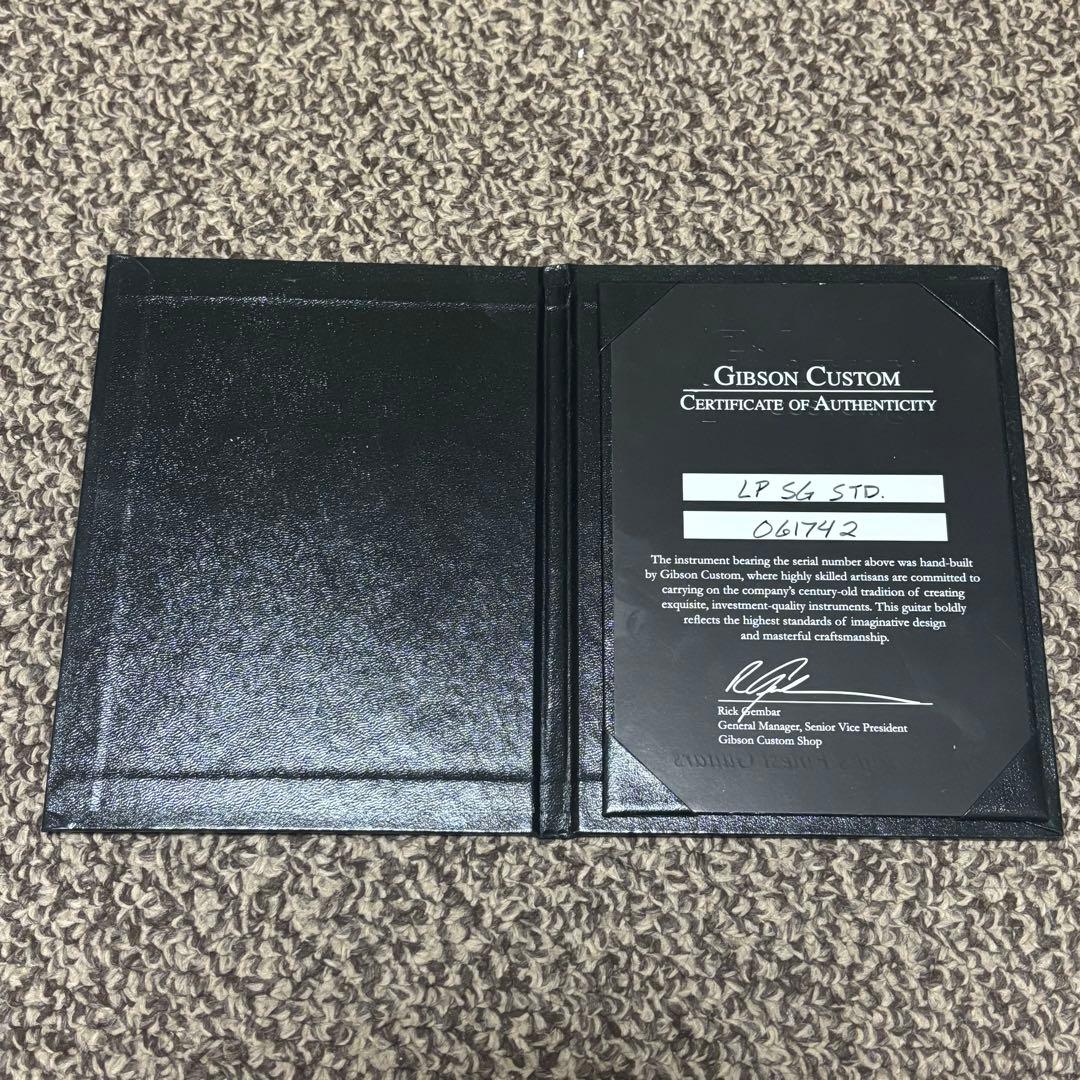 GIBSON CUSTOM
CERTIFICATE OF AUTHENTICITY
LP SG STD.
061742
The instrument bearing the serial number above was hand-built
by Gibson Custom, where highly skilled artisans are committed to
carrying on the company's century-old tradition of creating
exquisite, investment-quality instruments. This guitar boldly
reflects the highest standards of imaginative design
and masterful craftsmanship.
Rick Gembar
General Manager, Senior Vice President
Gibson Custom Shop